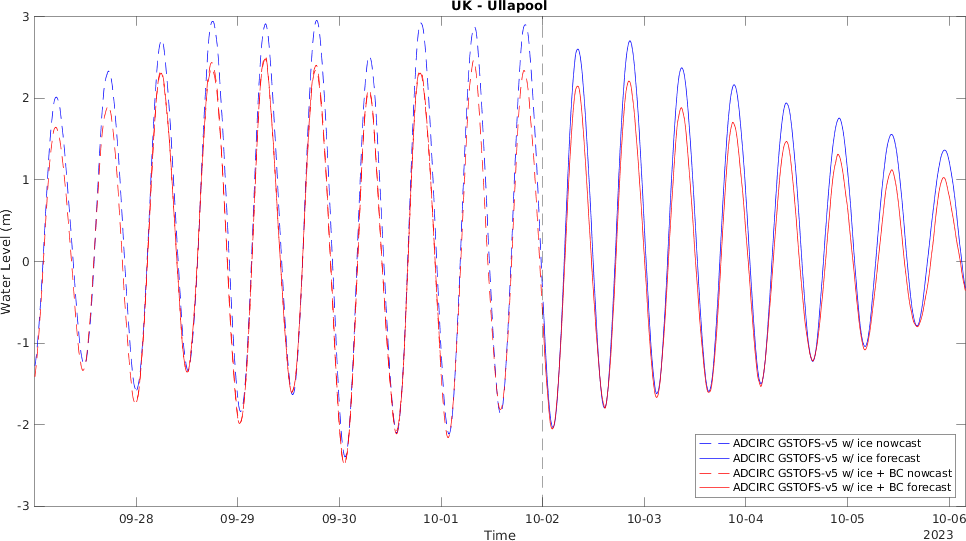 UK - Ullapool
3
2
1
0
-1
-2
-3
Water Level (m)
ADCIRC GSTOFS-v5 w/ ice nowcast
ADCIRC GSTOFS-v5 w/ ice forecast
ADCIRC GSTOFS-v5 w/ ice + BC nowcast
ADCIRC GSTOFS-v5 w/ ice + BC forecast
09-28 09-29 09-30 10-01 10-02 10-03 10-04 10-05 10-06
Time
2023